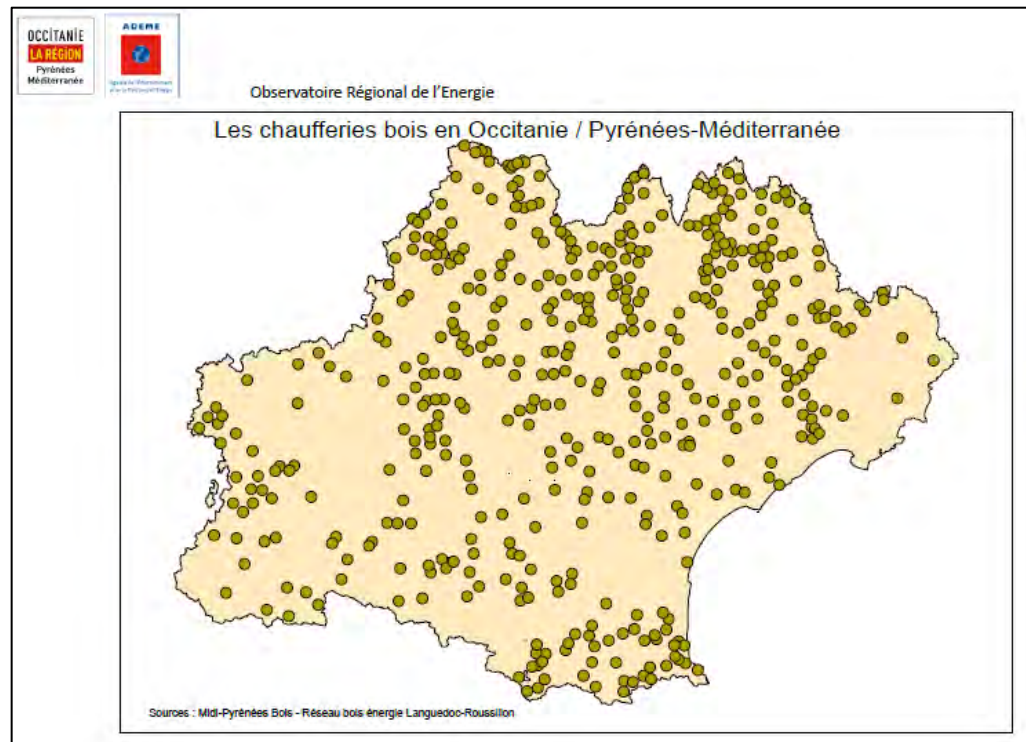 OCCITANIE
LA RÉGION
Pyrénées
Méditerranée
ADEME
Observatoire Régional de l'Energie
Les chaufferies bois en Occitanie / Pyrénées-Méditerranée
Sources : Midi-Pyrénées Bois - Réseau bois énergie Languedoc-Roussillon